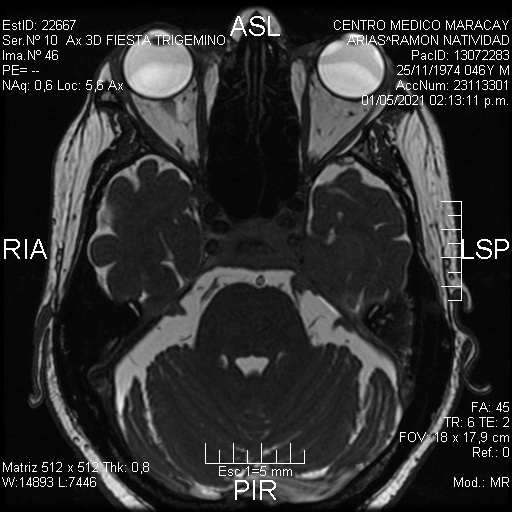 EstID: 22667
Ser.Nº 10 Ax 3D FIESTA TRIGEMINO
Ima.Nº 46
PE= --
NAq: 0,6 Loc: 5,6 Ax
ASL
CENTRO MEDICO MARACAY
ARIAS^RAMON NATIVIDAD
PacID: 13072283
25/11/1974 046Y M
AccNum: 23113301
01/05/2021 02:13:11 p.m.
RIA
LSP
Matriz 512 x 512 Thk: 0,8
W:14893 L:7446
Esc 1=5 mm
PIR
FA: 45
TR: 6 TE: 2
FOV: 18 x 17,9 cm
Ref.: 0
Mod.: MR